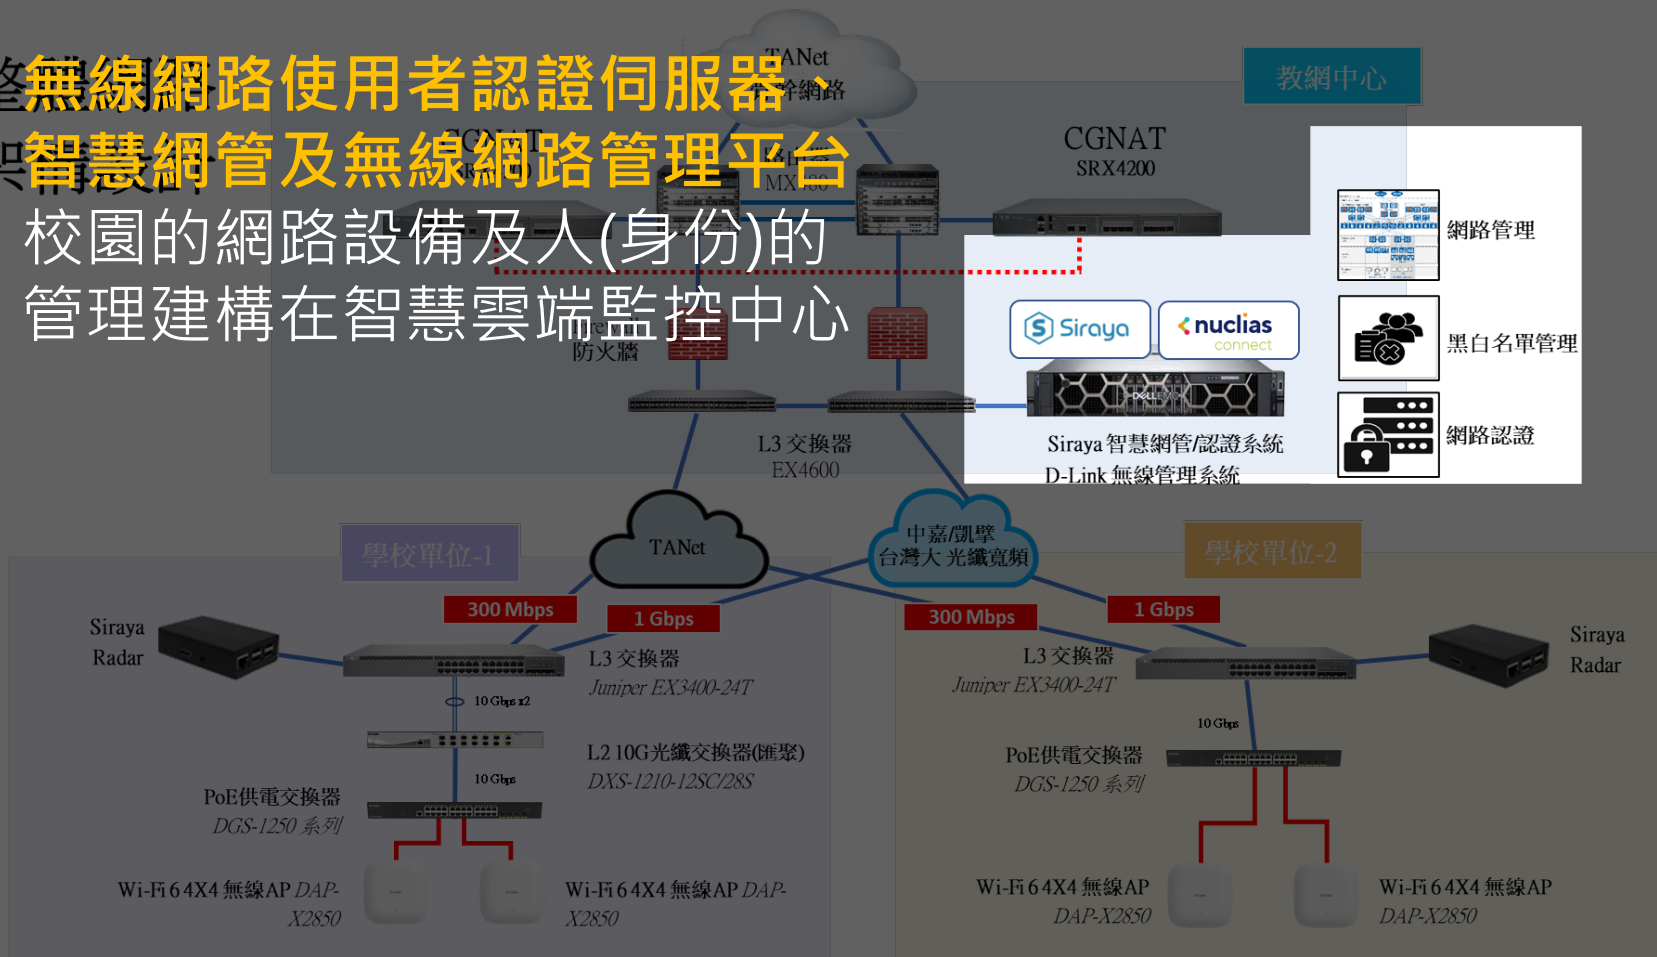 無線網路使用者認證伺服器、
智慧網管及無線網路管理平台
校園的網路設備及人(身份)的
管理建構在智慧雲端監控中心
TANet
骨幹網路
教網中心
CGNAT
路由器
MX480
CGNAT
SRX4200
Firewall
防火牆
L3 交換器
EX4600
Siraya
nuclias
connect
DELL EMC
Siraya 智慧網管/認證系統
D-Link 無線管理系統
網路管理
黑白名單管理
網路認證
TANet
中嘉/凱擘
台灣大 光纖寬頻
學校單位-1
學校單位-2
300 Mbps
1 Gbps
300 Mbps
1 Gbps
Siraya
Radar
L3 交換器
Juniper EX3400-24T
10 Gbps x2
L2 10G光纖交換器(匯聚)
DXS-1210-12SC/28S
10 Gbps
PoE供電交換器
DGS-1250 系列
Wi-Fi 6 4X4 無線AP DAP-
X2850
Wi-Fi 6 4X4 無線AP DAP-
X2850
L3 交換器
Juniper EX3400-24T
Siraya
Radar
10 Gbps
PoE供電交換器
DGS-1250 系列
Wi-Fi 6 4X4 無線AP
DAP-X2850
Wi-Fi 6 4X4 無線AP
DAP-X2850